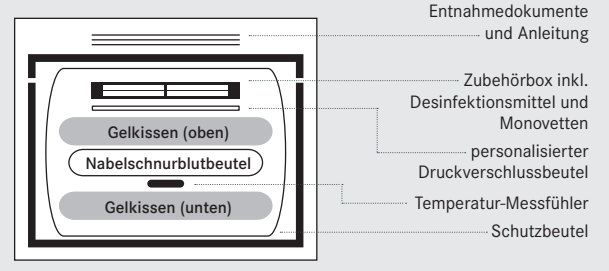 Entnahmedokumente
und Anleitung
Zubehörbox inkl.
Desinfektionsmittel und
Monovetten
personalisierter
Druckverschlussbeutel
Temperatur-Messfühler
Schutzbeutel
Gelkissen (oben)
Nabelschnurblutbeutel
Gelkissen (unten)